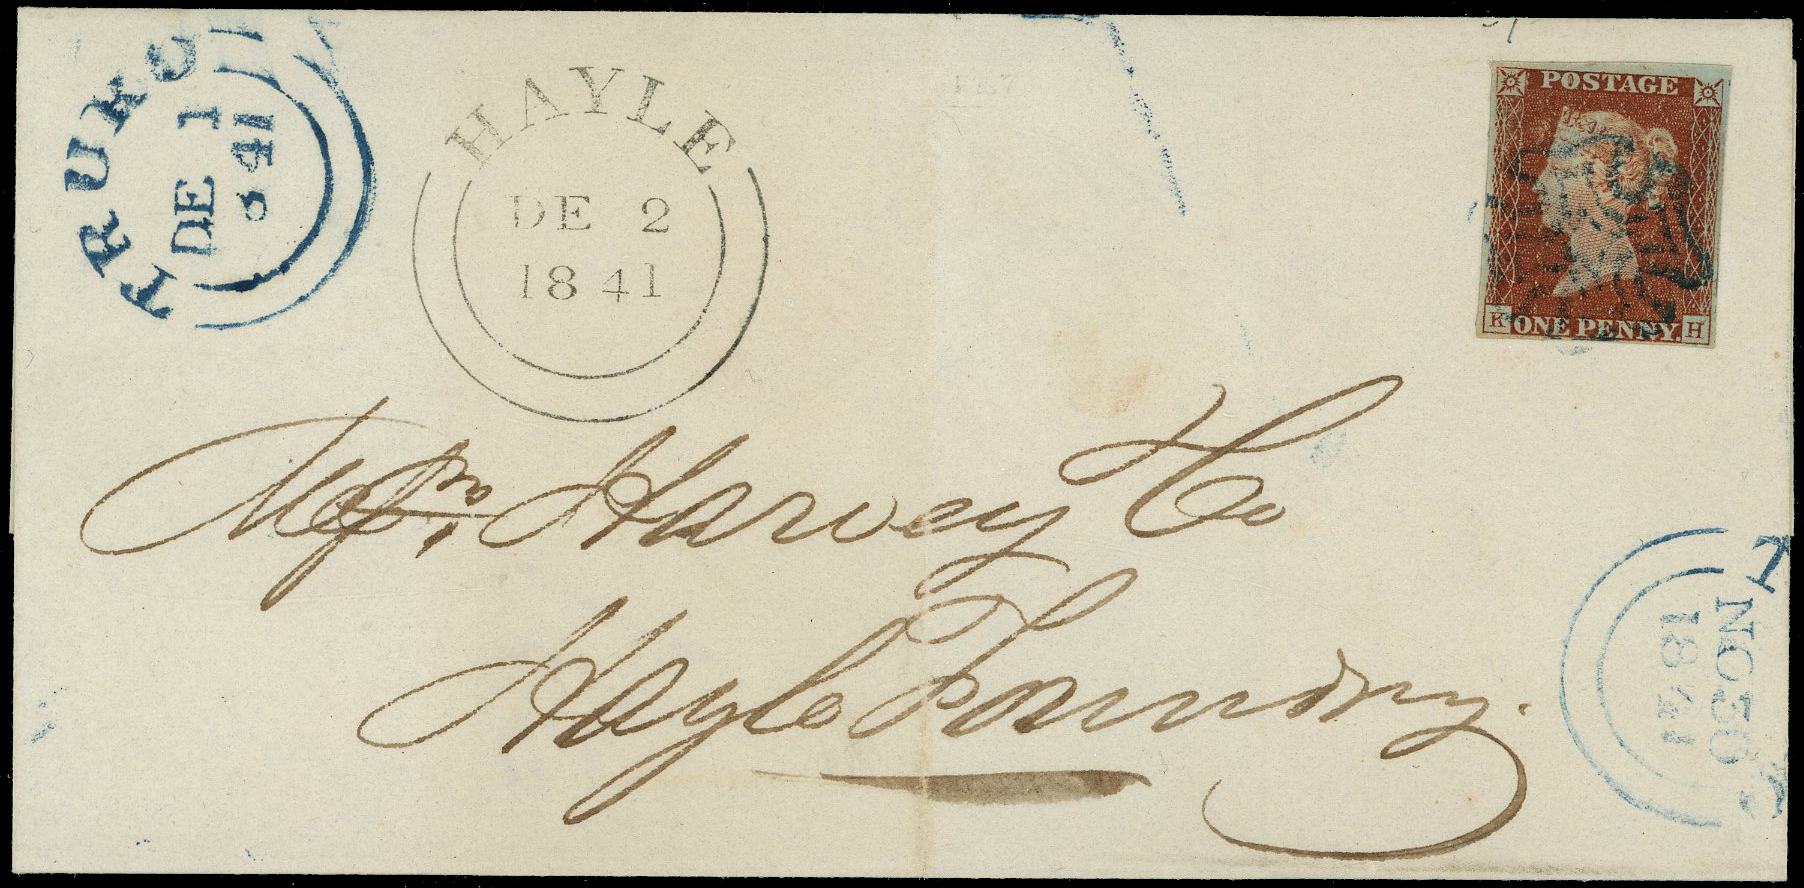 TRURO
DE 1
1841
HAYLE
DE 2
1841
POSTAGE
K ONE PENNY. H
Messrs Harvey & Co
Hayle Foundry.
T
NO 30
1841